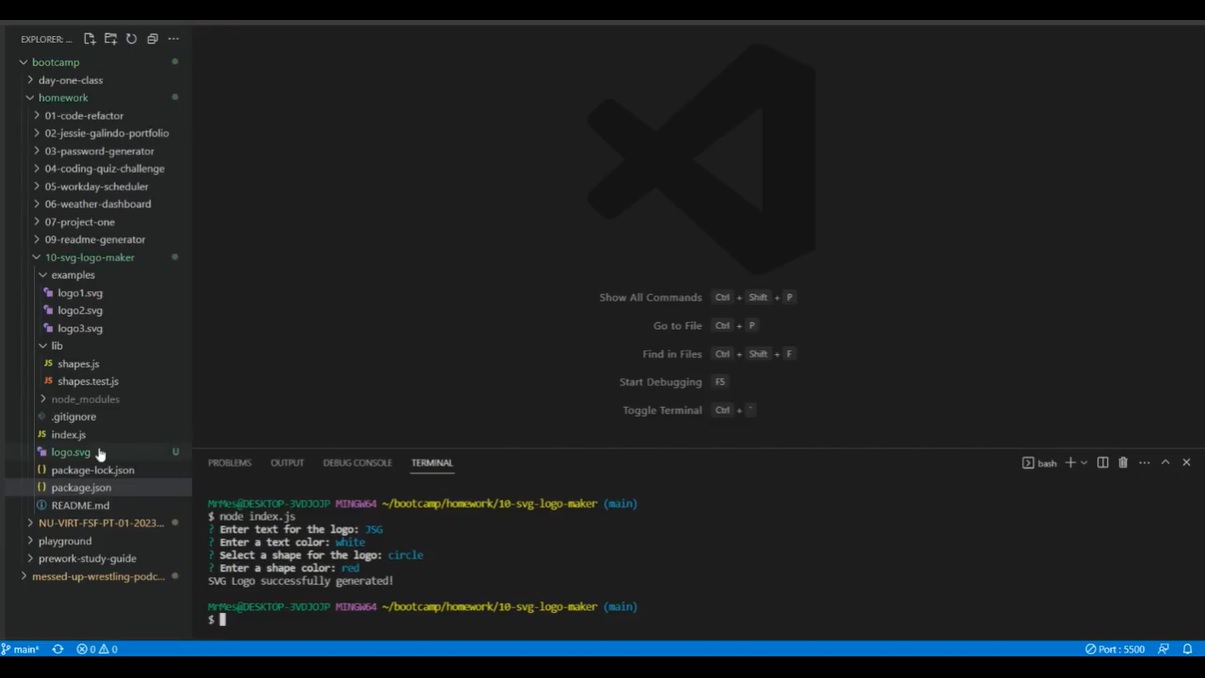 EXPLORER: ...
bootcamp
day-one-class
homework
01-code-refactor
02-jessie-galindo-portfolio
03-password-generator
04-coding-quiz-challenge
05-workday-scheduler
06-weather-dashboard
07-project-one
09-readme-generator
10-svg-logo-maker
examples
logo1.svg
logo2.svg
logo3.svg
lib
JS shapes.js
JS shapes.test.js
node_modules
.gitignore
JS index.js
logo.svg U
{} package-lock.json
{} package.json
README.md
NU-VIRT-FSF-PT-01-2023...
playground
prework-study-guide
messed-up-wrestling-podc...
Show All Commands Ctrl + Shift + P
Go to File Ctrl + P
Find in Files Ctrl + Shift + F
Start Debugging F5
Toggle Terminal Ctrl + `
PROBLEMS OUTPUT DEBUG CONSOLE TERMINAL bash
MrMes@DESKTOP-3VDJOJP MINGW64 ~/bootcamp/homework/10-svg-logo-maker (main)
$ node index.js
? Enter text for the logo: JSG
? Enter a text color: white
? Select a shape for the logo: circle
? Enter a shape color: red
SVG Logo successfully generated!
MrMes@DESKTOP-3VDJOJP MINGW64 ~/bootcamp/homework/10-svg-logo-maker (main)
$
main* 0 0 Port : 5500